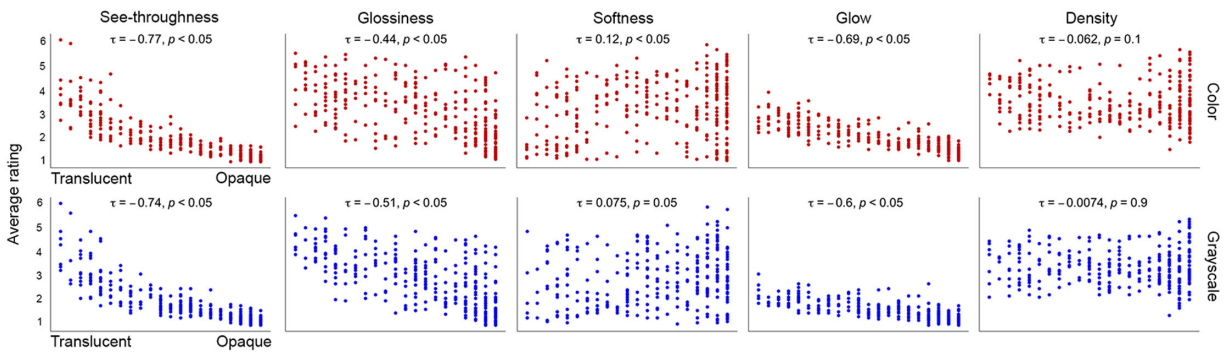 See-throughness Glossiness Softness Glow Density
τ = −0.77, p < 0.05 τ = −0.44, p < 0.05 τ = 0.12, p < 0.05 τ = −0.69, p < 0.05 τ = −0.062, p = 0.1
6
5
4
3
2
1
Translucent Opaque
Color
Average rating
τ = −0.74, p < 0.05 τ = −0.51, p < 0.05 τ = 0.075, p = 0.05 τ = −0.6, p < 0.05 τ = −0.0074, p = 0.9
6
5
4
3
2
1
Translucent Opaque
Grayscale